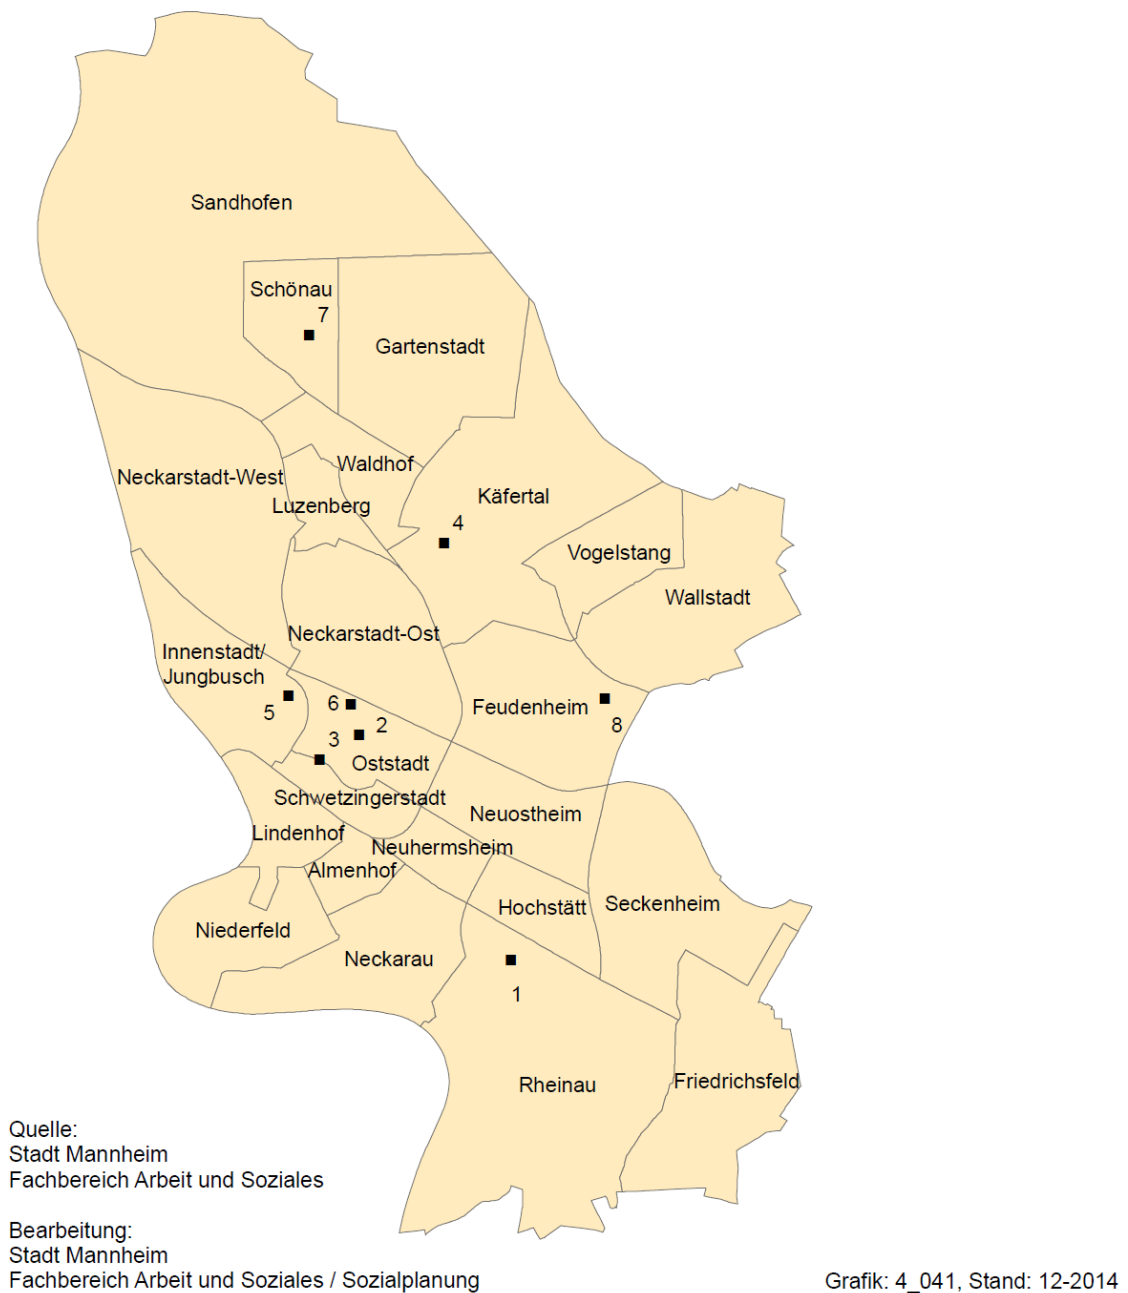 Sandhofen
Schönau
7
Gartenstadt
Waldhof
Neckarstadt-West
Luzenberg
Käfertal
4
Vogelstang
Wallstadt
Neckarstadt-Ost
Innenstadt/
Jungbusch
5
6
2
3
Feudenheim
8
Oststadt
Schwetzingerstadt
Neuostheim
Lindenhof
Neuhermsheim
Almenhof
Hochstätt
Seckenheim
Niederfeld
Neckarau
1
Rheinau
Friedrichsfeld
Quelle:
Stadt Mannheim
Fachbereich Arbeit und Soziales
Bearbeitung:
Stadt Mannheim
Fachbereich Arbeit und Soziales / Sozialplanung
Grafik: 4_041, Stand: 12-2014